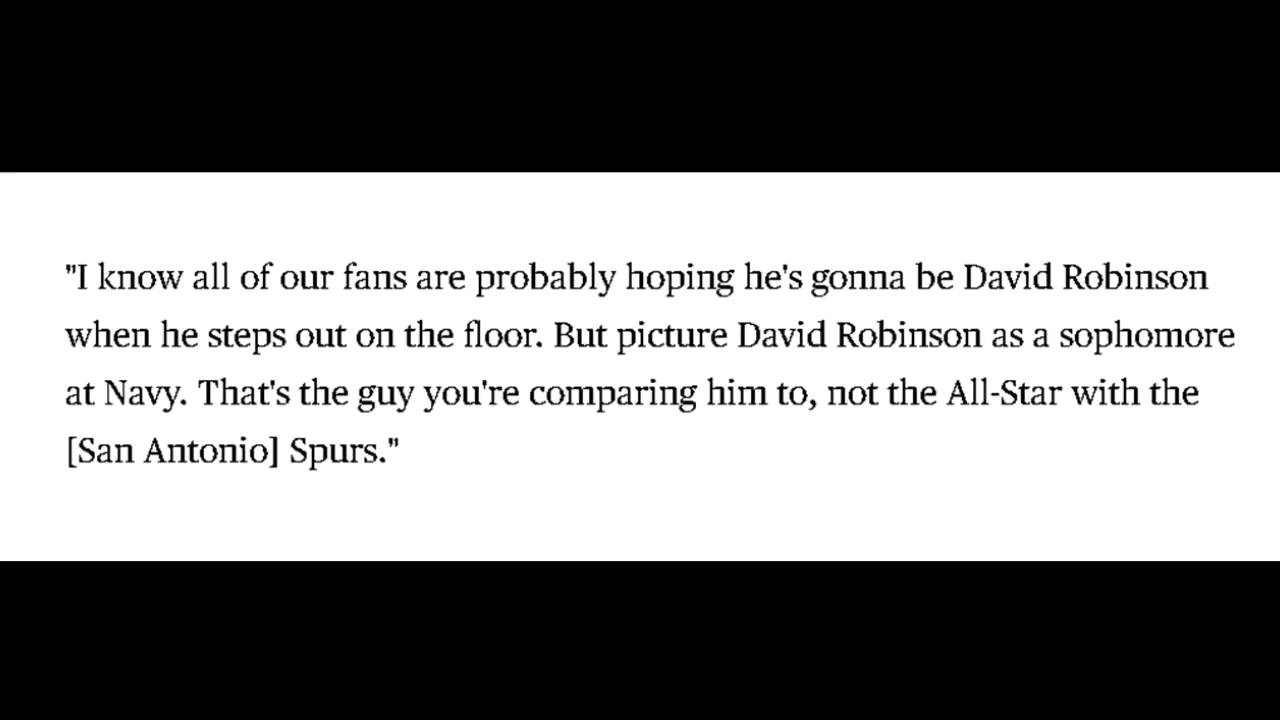 "I know all of our fans are probably hoping he's gonna be David Robinson
when he steps out on the floor. But picture David Robinson as a sophomore
at Navy. That's the guy you're comparing him to, not the All-Star with the
[San Antonio] Spurs."